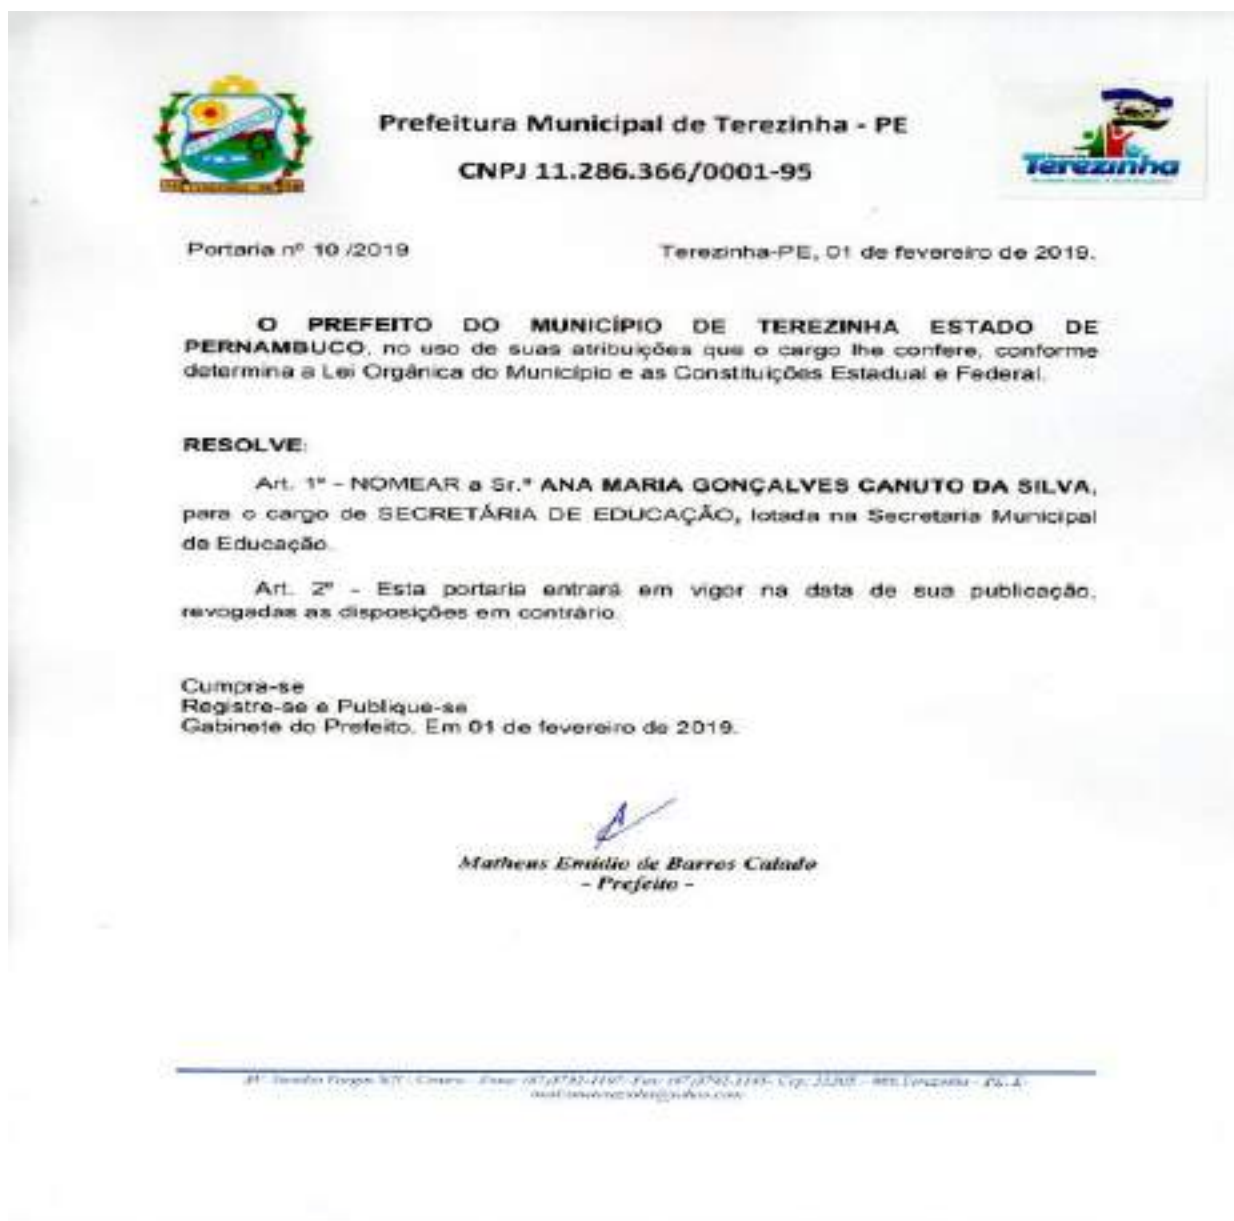 Prefeitura Municipal de Terezinha - PE
CNPJ 11.286.366/0001-95
Terezinha
Portaria nº 10 /2019
Terezinha-PE, 01 de fevereiro de 2019.
O PREFEITO DO MUNICÍPIO DE TEREZINHA ESTADO DE
PERNAMBUCO, no uso de suas atribuições que o cargo lhe confere, conforme
determina a Lei Orgânica do Município e as Constituições Estadual e Federal.
RESOLVE:
Art. 1º - NOMEAR a Sr.ª ANA MARIA GONÇALVES CANUTO DA SILVA,
para o cargo de SECRETÁRIA DE EDUCAÇÃO, lotada na Secretaria Municipal
de Educação.
Art. 2º - Esta portaria entrará em vigor na data de sua publicação,
revogadas as disposições em contrário.
Cumpra-se
Registre-se e Publique-se
Gabinete do Prefeito. Em 01 de fevereiro de 2019.
Matheus Emídio de Barros Calado
- Prefeito -